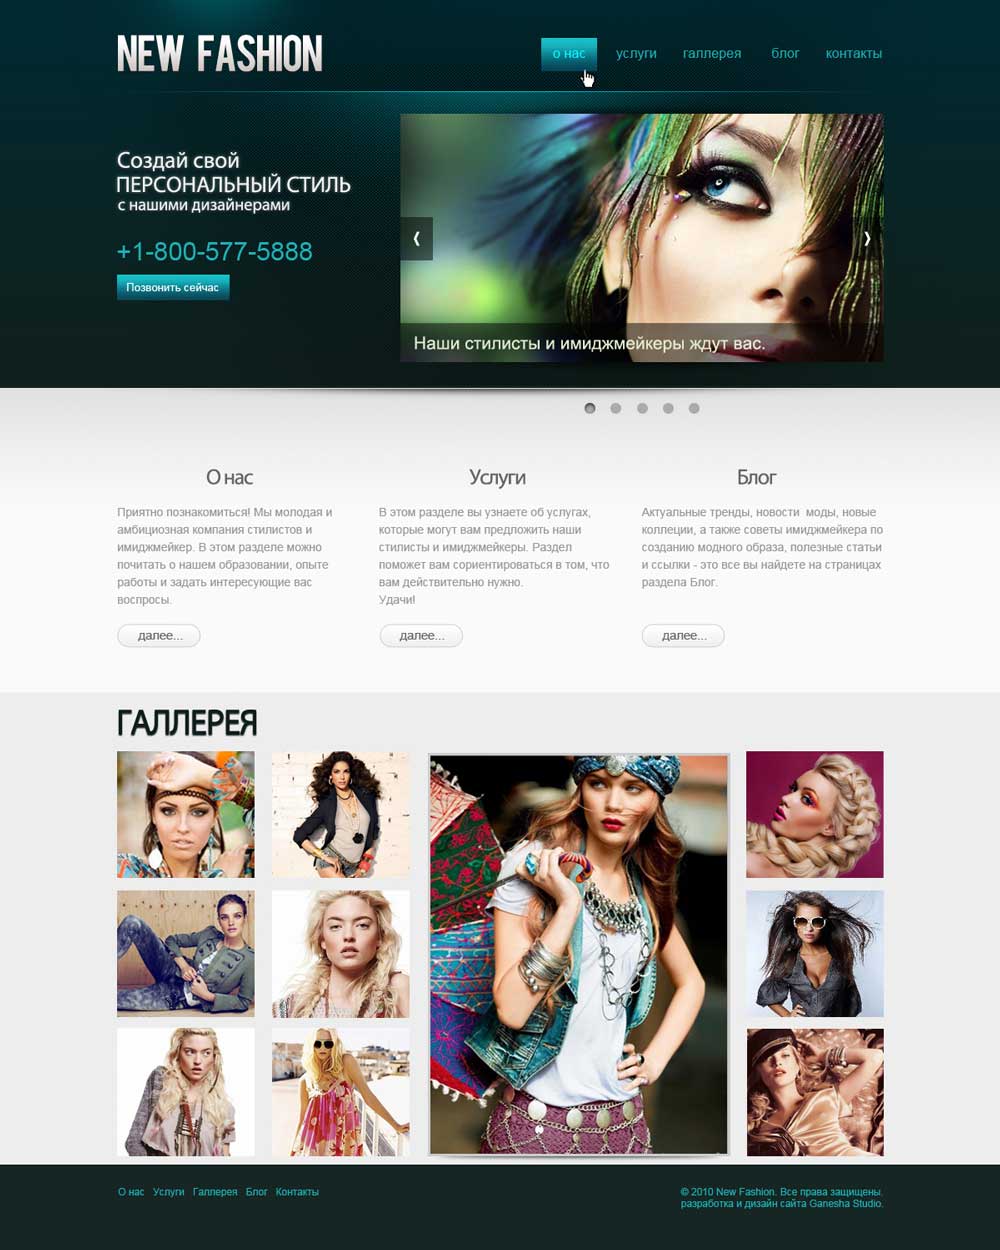 NEW FASHION
о нас услуги галлерея блог контакты
Создай свой
ПЕРСОНАЛЬНЫЙ СТИЛЬ
с нашими дизайнерами
+1-800-577-5888
Позвонить сейчас
Наши стилисты и имиджмейкеры ждут вас.
О нас
Приятно познакомиться! Мы молодая и
амбициозная компания стилистов и
имиджмейкер. В этом разделе можно
почитать о нашем образовании, опыте
работы и задать интересующие вас
воспросы.
далее...
Услуги
В этом разделе вы узнаете об услугах,
которые могут вам предложить наши
стилисты и имиджмейкеры. Раздел
поможет вам сориентироваться в том, что
вам действительно нужно.
Удачи!
далее...
Блог
Актуальные тренды, новости моды, новые
коллеции, а также советы имиджмейкера по
созданию модного образа, полезные статьи
и ссылки - это все вы найдете на страницах
раздела Блог.
далее...
ГАЛЛЕРЕЯ
О нас Услуги Галлерея Блог Контакты
© 2010 New Fashion. Все права защищены.
разработка и дизайн сайта Ganesha Studio.